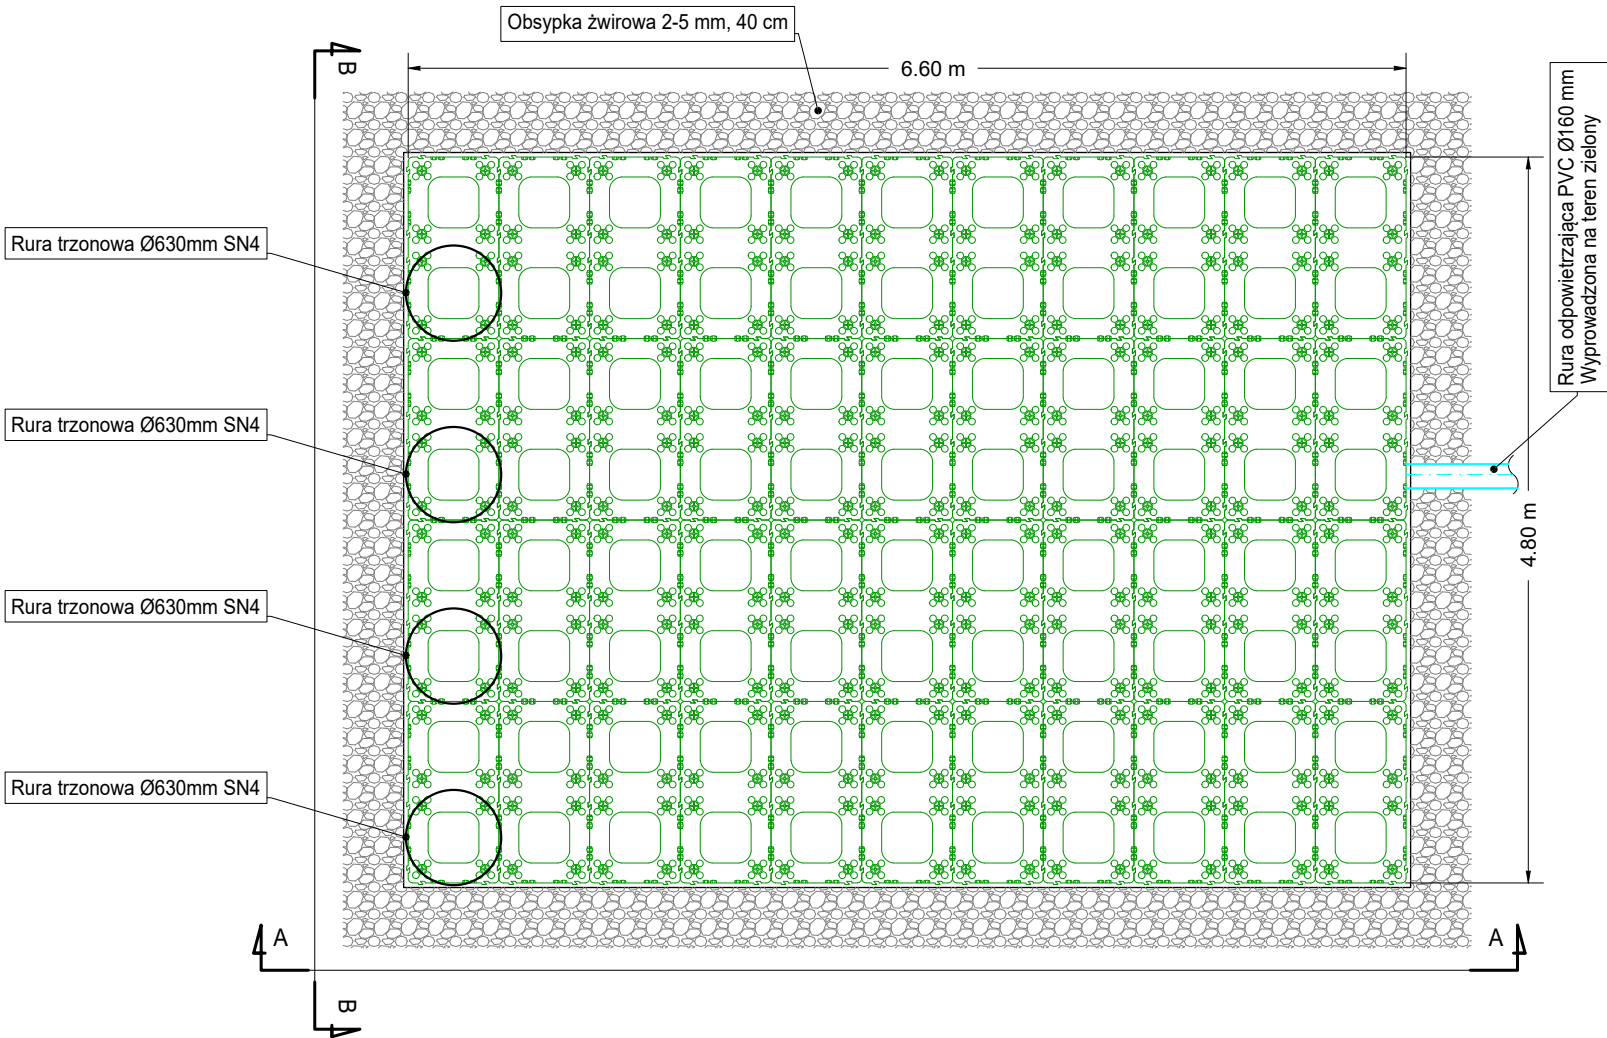 Obsypka żwirowa 2-5 mm, 40 cm
B
6.60 m
Rura odpowietrzająca PVC Ø160 mm
Wyprowadzona na teren zielony
Rura trzonowa Ø630mm SN4
Rura trzonowa Ø630mm SN4
4.80 m
Rura trzonowa Ø630mm SN4
Rura trzonowa Ø630mm SN4
A
A
B